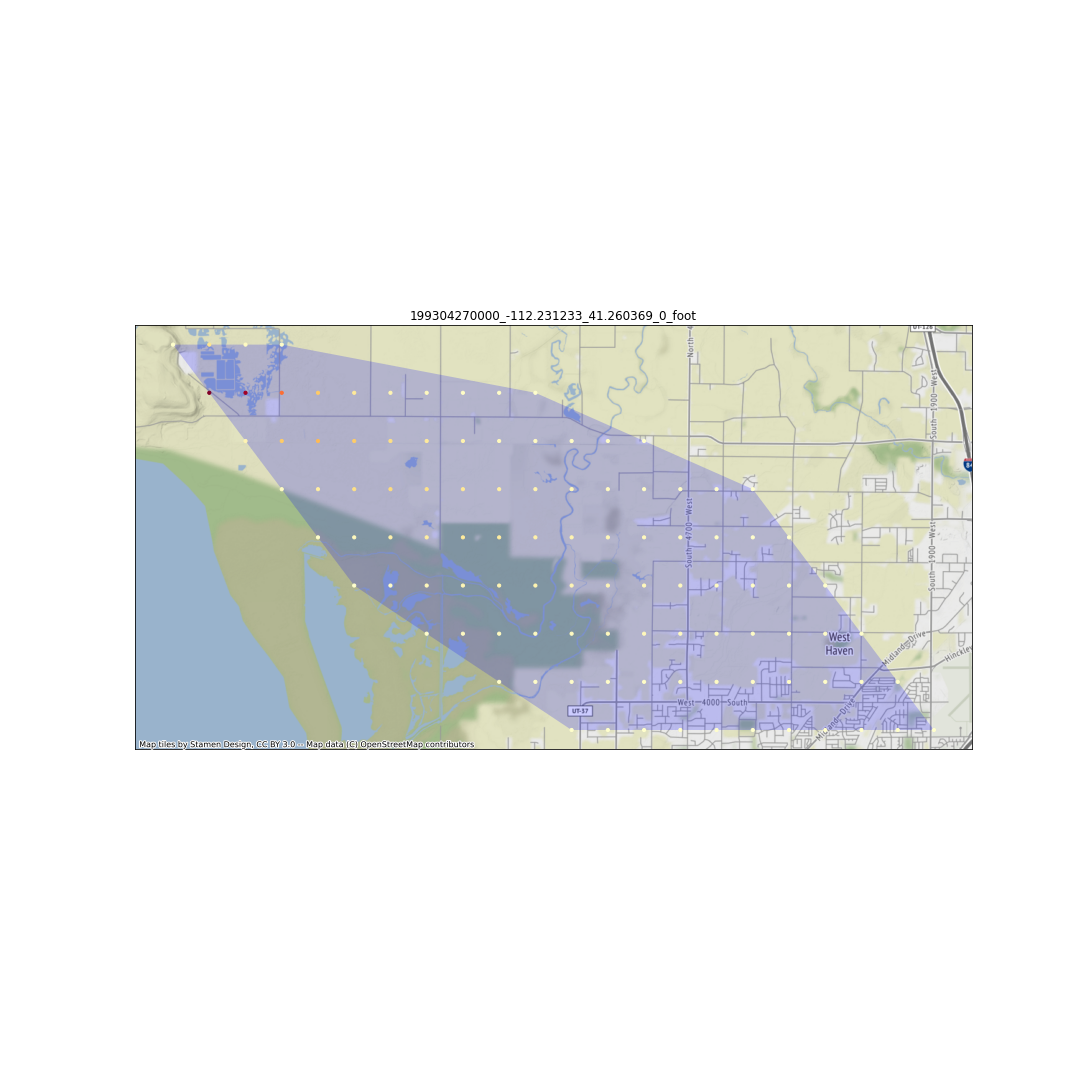 199304270000_-112.231233_41.260369_0_foot
UT-126
North
South—1900—West
84
South—4700—West
South—1900—West
West
Haven
Midland—Drive
Hinckley
West—4000—South
UT-37
Midland—Drive
Map tiles by Stamen Design, CC BY 3.0 -- Map data (C) OpenStreetMap contributors